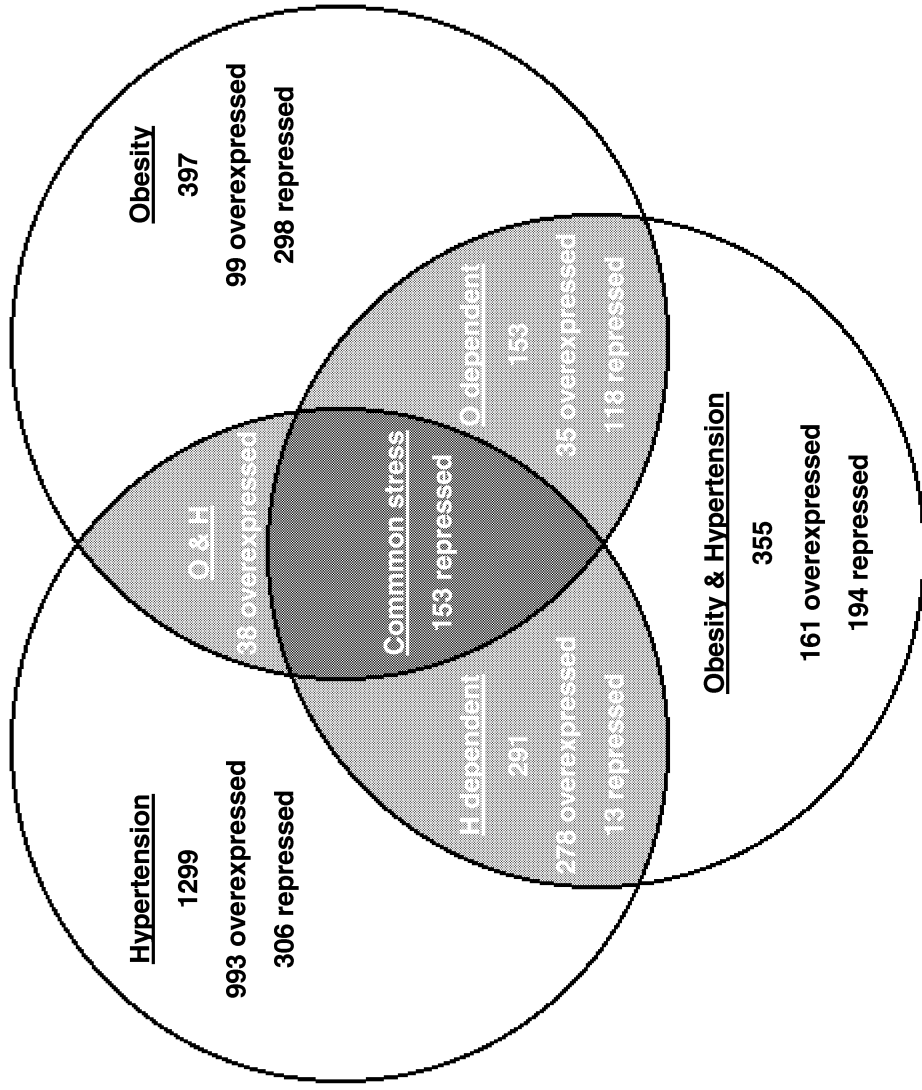 Hypertension
1299
993 overexpressed
306 repressed
O & H
38 overexpressed
Obesity
397
99 overexpressed
298 repressed
Common stress
153 repressed
H dependent
291
278 overexpressed
13 repressed
O dependent
153
35 overexpressed
118 repressed
Obesity & Hypertension
355
161 overexpressed
194 repressed